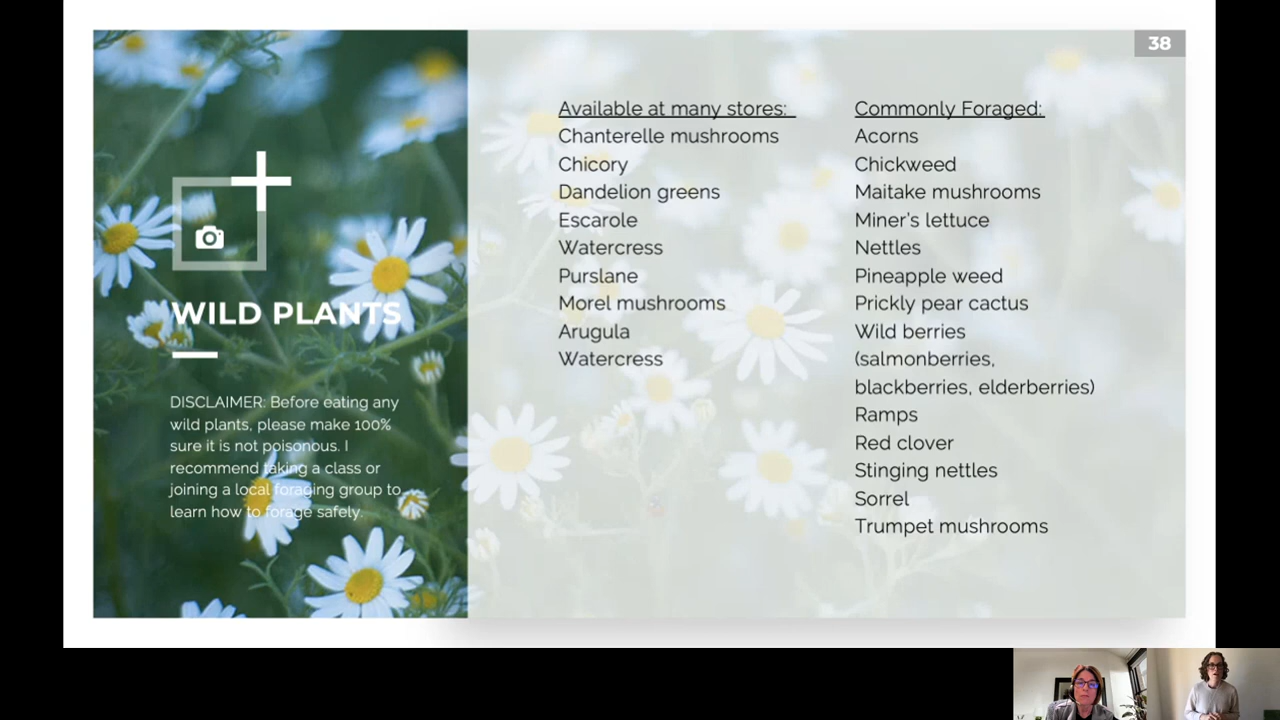 38
WILD PLANTS
DISCLAIMER: Before eating any
wild plants, please make 100%
sure it is not poisonous. I
recommend taking a class or
joining a local foraging group to
learn how to forage safely.
Available at many stores:
Chanterelle mushrooms
Chicory
Dandelion greens
Escarole
Watercress
Purslane
Morel mushrooms
Arugula
Watercress
Commonly Foraged:
Acorns
Chickweed
Maitake mushrooms
Miner's lettuce
Nettles
Pineapple weed
Prickly pear cactus
Wild berries
(salmonberries,
blackberries, elderberries)
Ramps
Red clover
Stinging nettles
Sorrel
Trumpet mushrooms